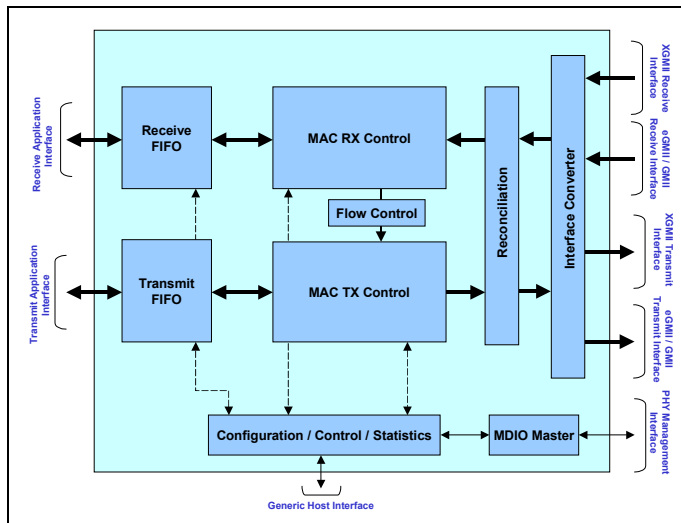 Receive Application
Interface
Receive
FIFO
MAC RX Control
Flow Control
Transmit Application
Interface
Transmit
FIFO
MAC TX Control
Reconciliation
Interface Converter
XGMII Receive
Interface
eGMII / GMII
Receive Interface
XGMII Transmit
Interface
eGMII / GMII
Transmit Interface
PHY Management
Interface
Configuration / Control / Statistics
MDIO Master
Generic Host Interface